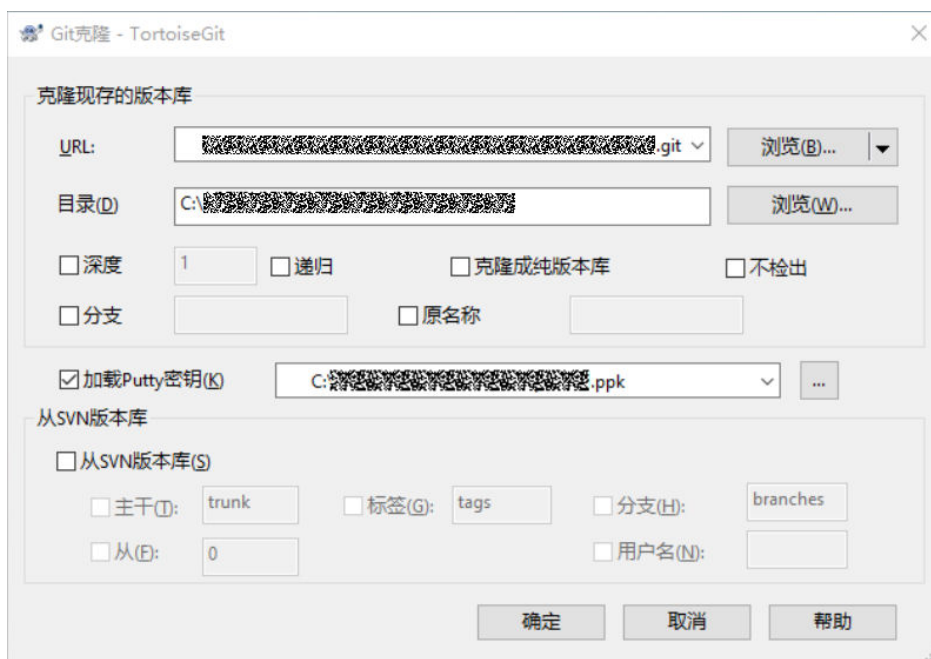 Git克隆 - TortoiseGit
克隆现存的版本库
URL: .git 浏览(B)...
目录(D) C:\ 浏览(W)...
深度 1 递归 克隆成纯版本库 不检出
分支 原名称
加载Putty密钥(K) C: .ppk ...
从SVN版本库
从SVN版本库(S)
主干(T): trunk 标签(G): tags 分支(H): branches
从(F): 0 用户名(N):
确定 取消 帮助